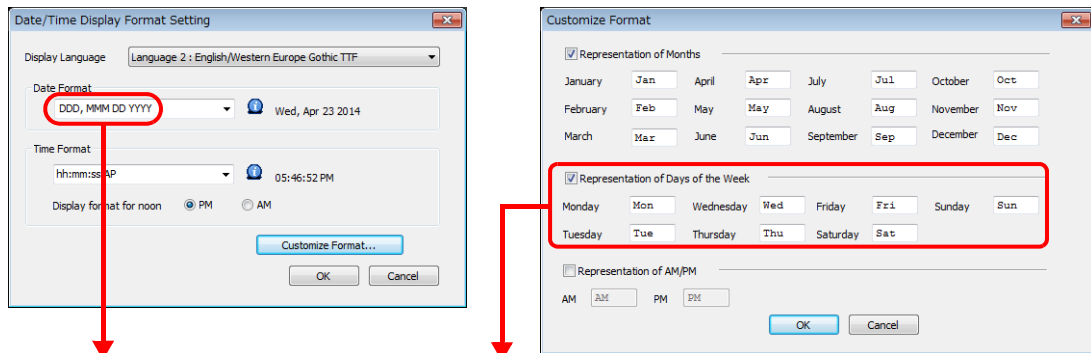 Date/Time Display Format Setting
Display Language Language 2 : English/Western Europe Gothic TTF
Date Format
DDD, MMM DD YYYY Wed, Apr 23 2014
Time Format
hh:mm:ss AP 05:46:52 PM
Display format for noon PM AM
Customize Format...
OK Cancel
Customize Format
Representation of Months
January Jan April Apr July Jul October Oct
February Feb May May August Aug November Nov
March Mar June Jun September Sep December Dec
Representation of Days of the Week
Monday Mon Wednesday Wed Friday Fri Sunday Sun
Tuesday Tue Thursday Thu Saturday Sat
Representation of AM/PM
AM AM PM PM
OK Cancel